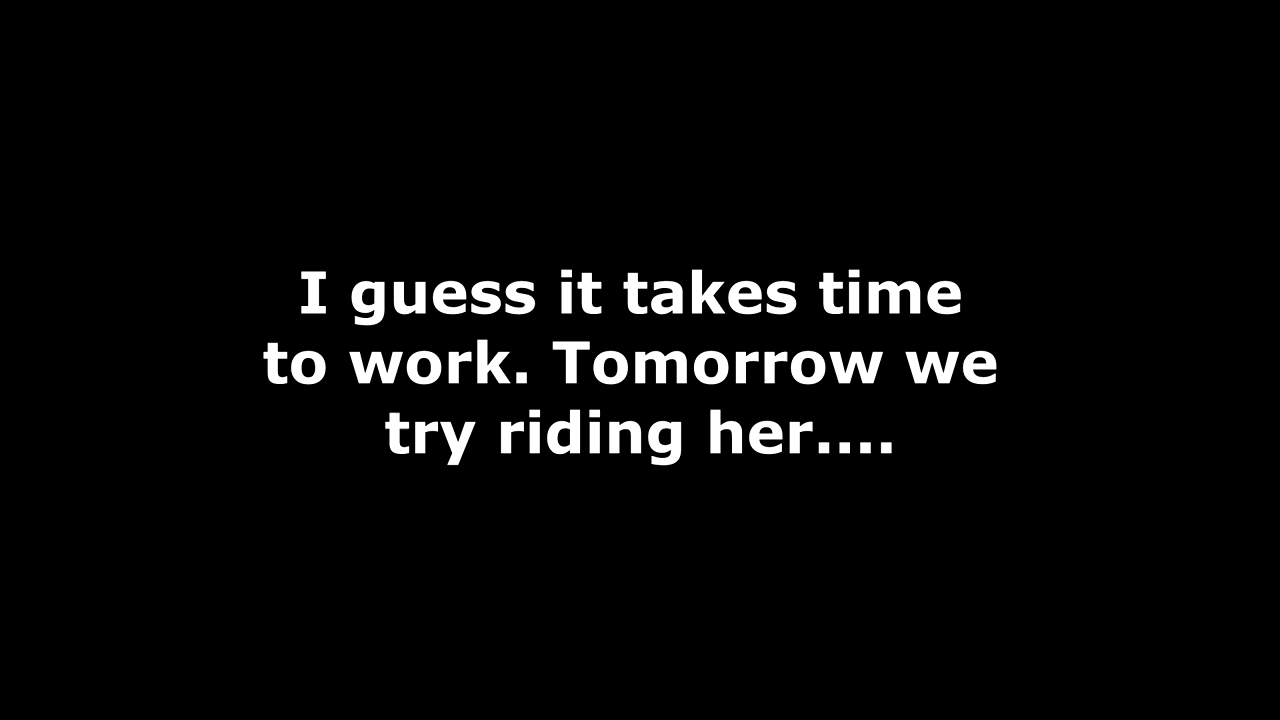 I guess it takes time
to work. Tomorrow we
try riding her....